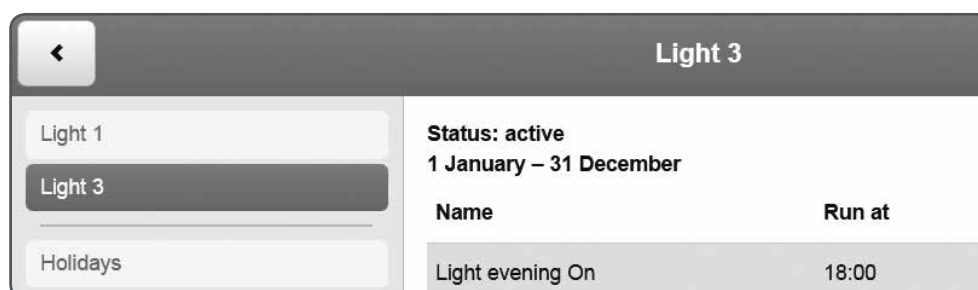 Light 3
Light 1
Light 3
Holidays
Status: active
1 January – 31 December
Name Run at
Light evening On 18:00